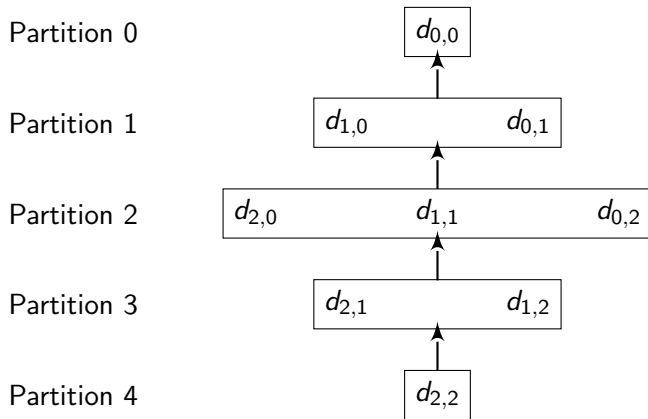 Partition 0 d0,0
Partition 1 d1,0 d0,1
Partition 2 d2,0 d1,1 d0,2
Partition 3 d2,1 d1,2
Partition 4 d2,2